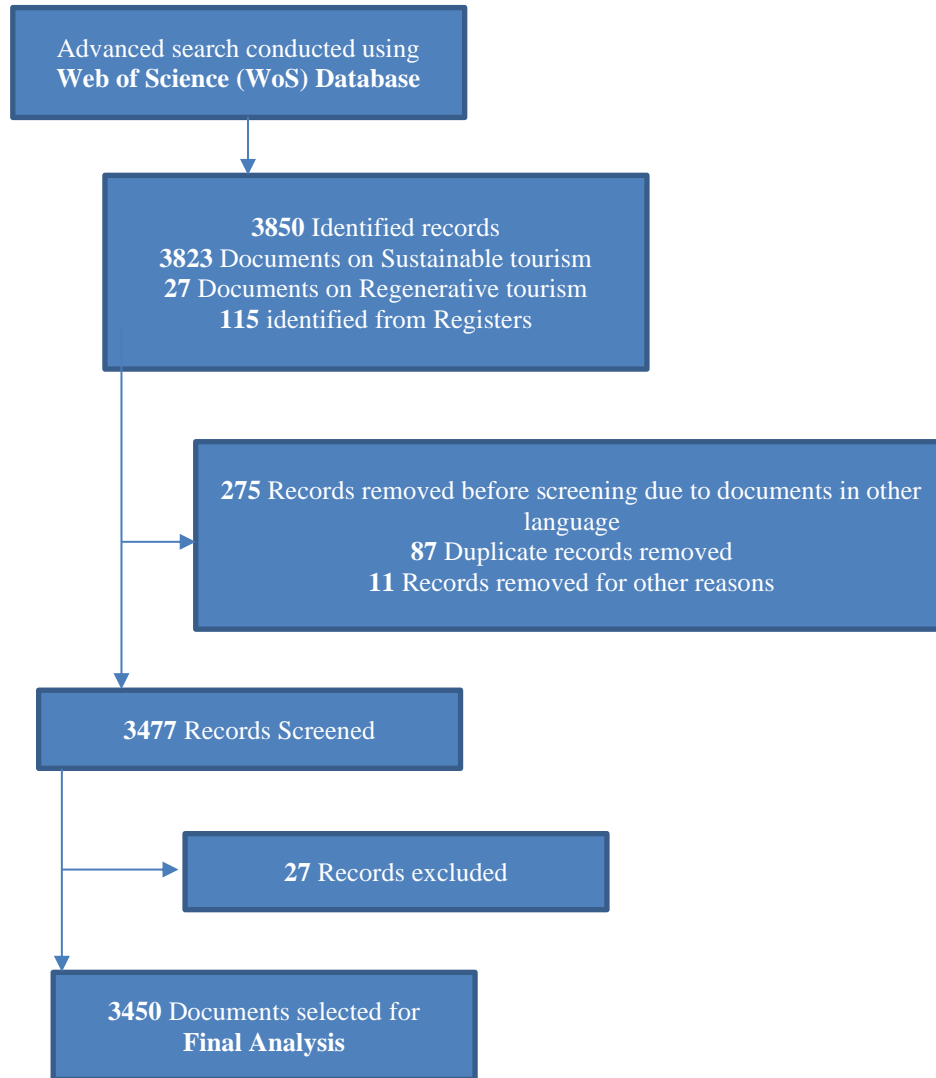 Advanced search conducted using
Web of Science (WoS) Database
3850 Identified records
3823 Documents on Sustainable tourism
27 Documents on Regenerative tourism
115 identified from Registers
275 Records removed before screening due to documents in other
language
87 Duplicate records removed
11 Records removed for other reasons
3477 Records Screened
27 Records excluded
3450 Documents selected for
Final Analysis